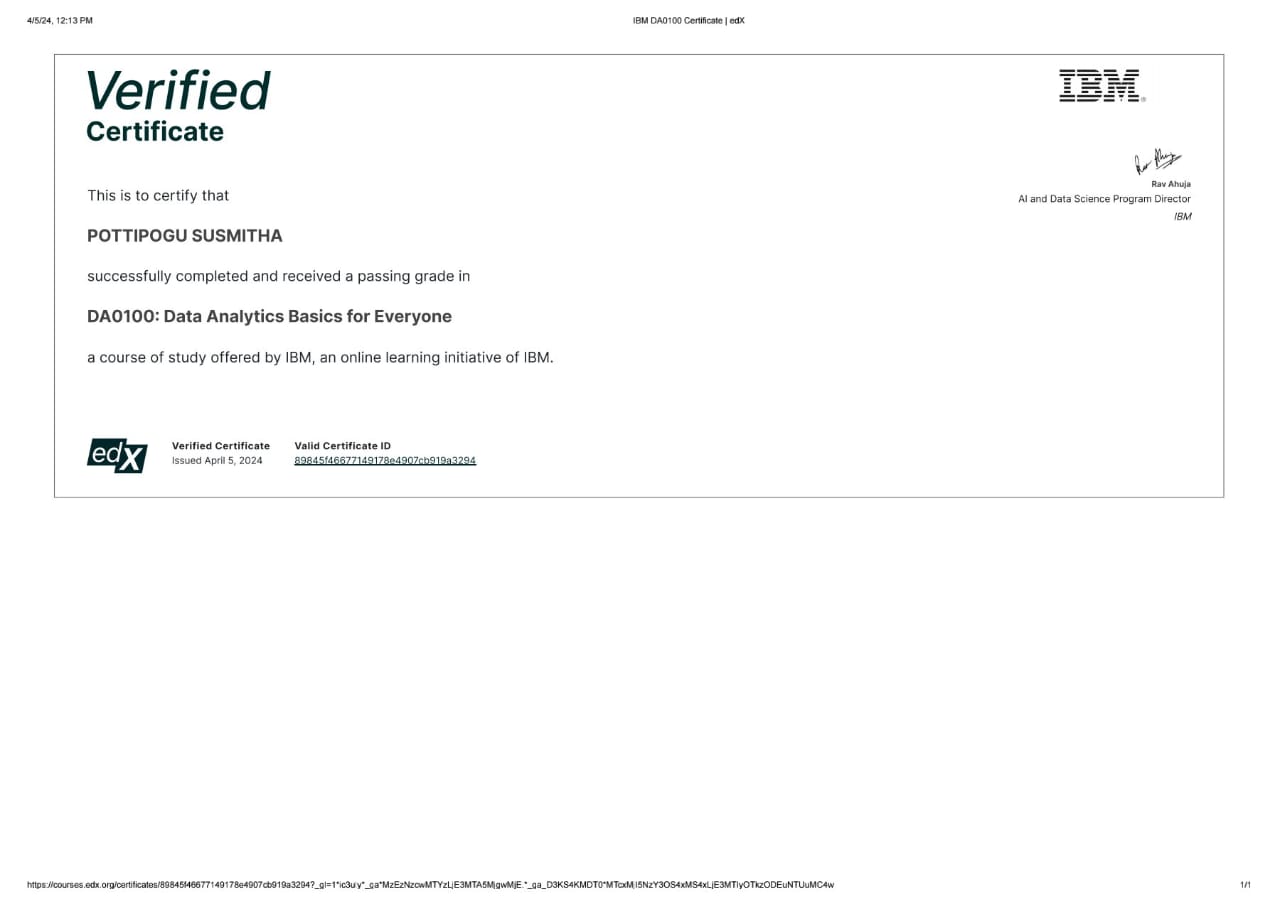 4/5/24, 12:13 PM
IBM DA0100 Certificate | edX
Verified
Certificate
IBM
Rav Ahuja
AI and Data Science Program Director
IBM
This is to certify that
POTTIPOGU SUSMITHA
successfully completed and received a passing grade in
DA0100: Data Analytics Basics for Everyone
a course of study offered by IBM, an online learning initiative of IBM.
edX
Verified Certificate
Issued April 5, 2024
Valid Certificate ID
89845f46677149178e4907cb919a3294
https://courses.edx.org/certificates/89845f46677149178e4907cb919a3294?_gl=1*ic3uiy*_ga*MzEzNzcwMTYzLjE3MTA5MjgwMjE.*_ga_D3KS4KMDT0*MTcxMjI5NzY3OS4xMS4xLjE3MTIyOTkzODEuNTUuMC4w
1/1